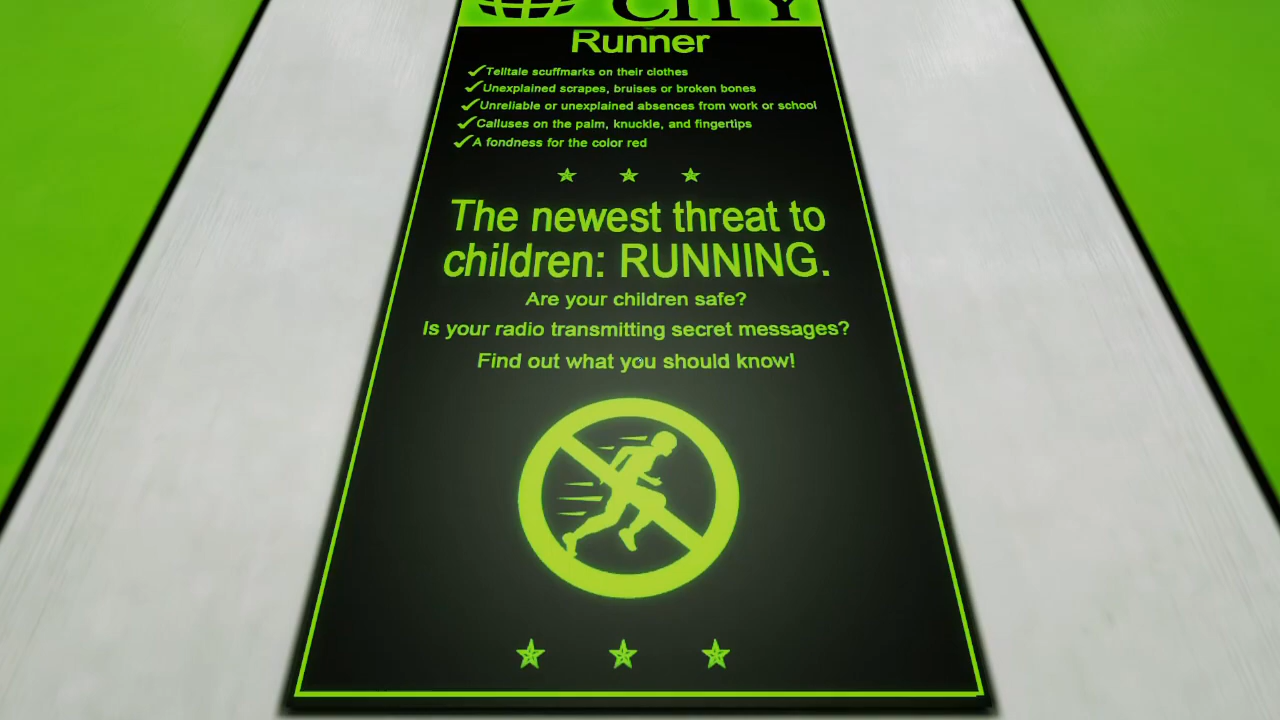 CITY
Runner
Telltale scuffmarks on their clothes
Unexplained scrapes, bruises or broken bones
Unreliable or unexplained absences from work or school
Calluses on the palm, knuckle, and fingertips
A fondness for the color red
The newest threat to
children: RUNNING.
Are your children safe?
Is your radio transmitting secret messages?
Find out what you should know!